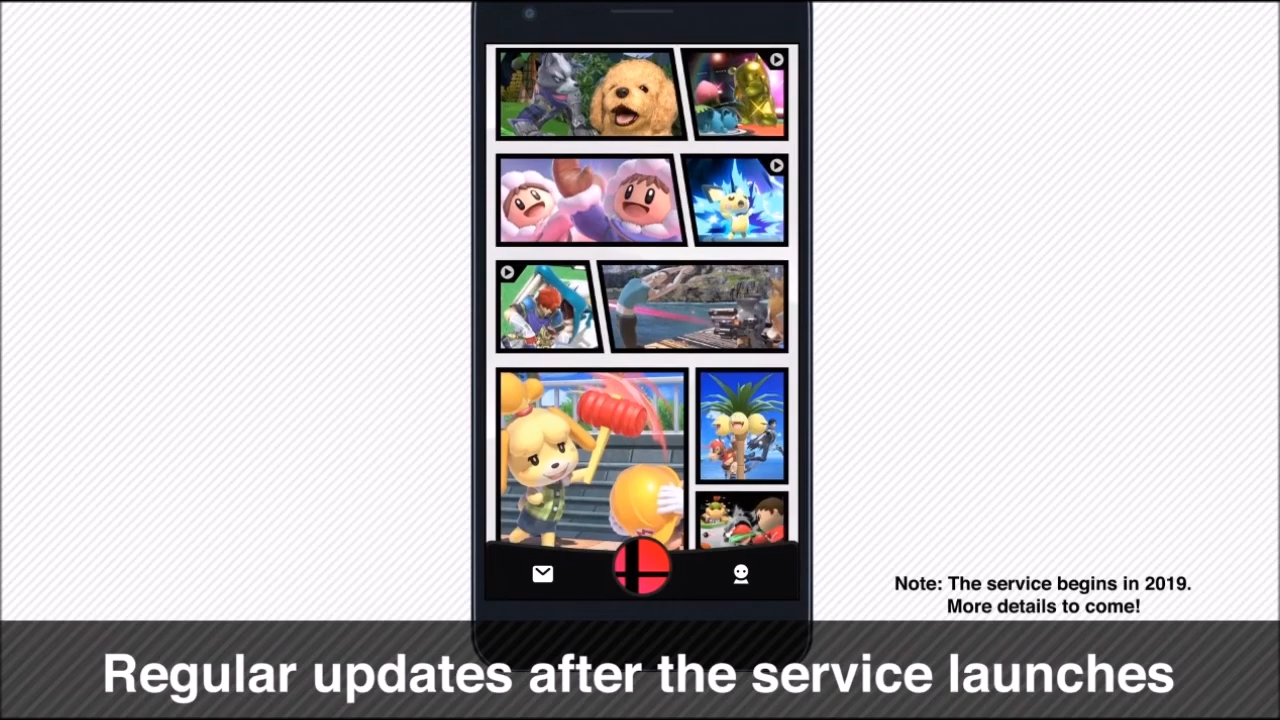 Note: The service begins in 2019.
More details to come!
Regular updates after the service launches